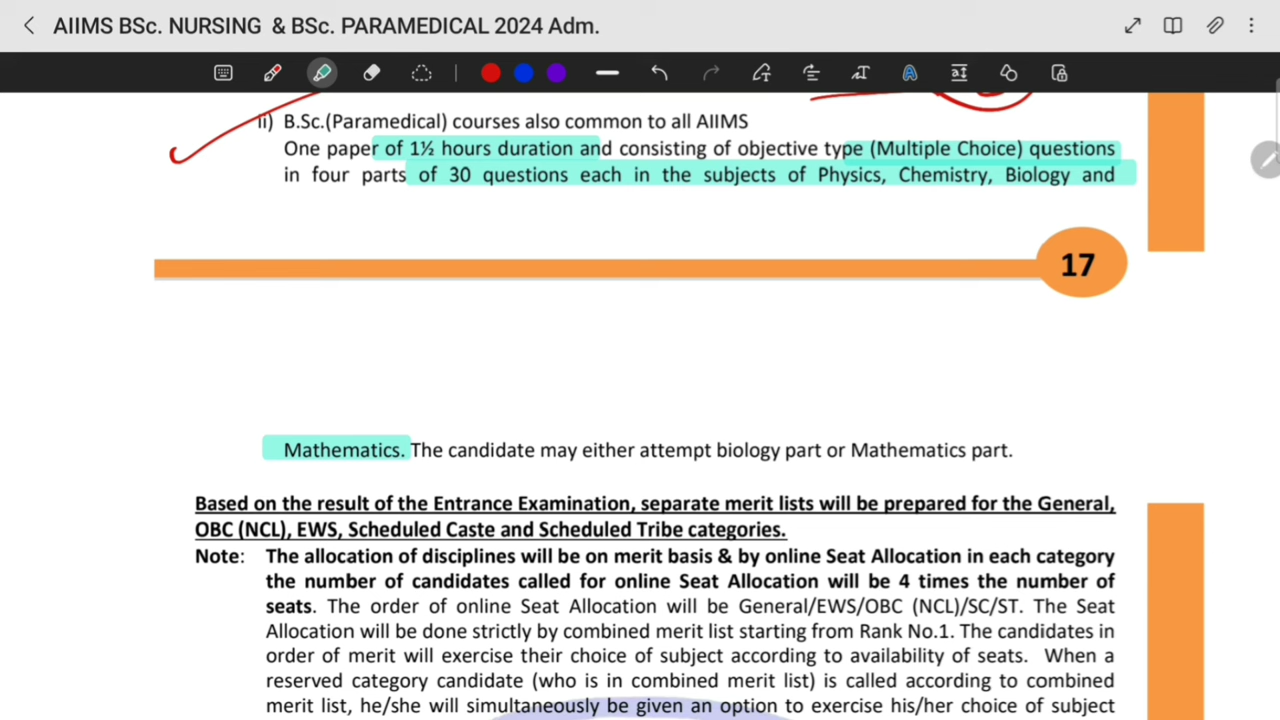 AIIMS BSc. NURSING & BSc. PARAMEDICAL 2024 Adm.
ii) B.Sc.(Paramedical) courses also common to all AIIMS
One paper of 1½ hours duration and consisting of objective type (Multiple Choice) questions
in four parts of 30 questions each in the subjects of Physics, Chemistry, Biology and
17
Mathematics. The candidate may either attempt biology part or Mathematics part.
Based on the result of the Entrance Examination, separate merit lists will be prepared for the General,
OBC (NCL), EWS, Scheduled Caste and Scheduled Tribe categories.
Note: The allocation of disciplines will be on merit basis & by online Seat Allocation in each category
the number of candidates called for online Seat Allocation will be 4 times the number of
seats. The order of online Seat Allocation will be General/EWS/OBC (NCL)/SC/ST. The Seat
Allocation will be done strictly by combined merit list starting from Rank No.1. The candidates in
order of merit will exercise their choice of subject according to availability of seats. When a
reserved category candidate (who is in combined merit list) is called according to combined
merit list, he/she will simultaneously be given an option to exercise his/her choice of subject